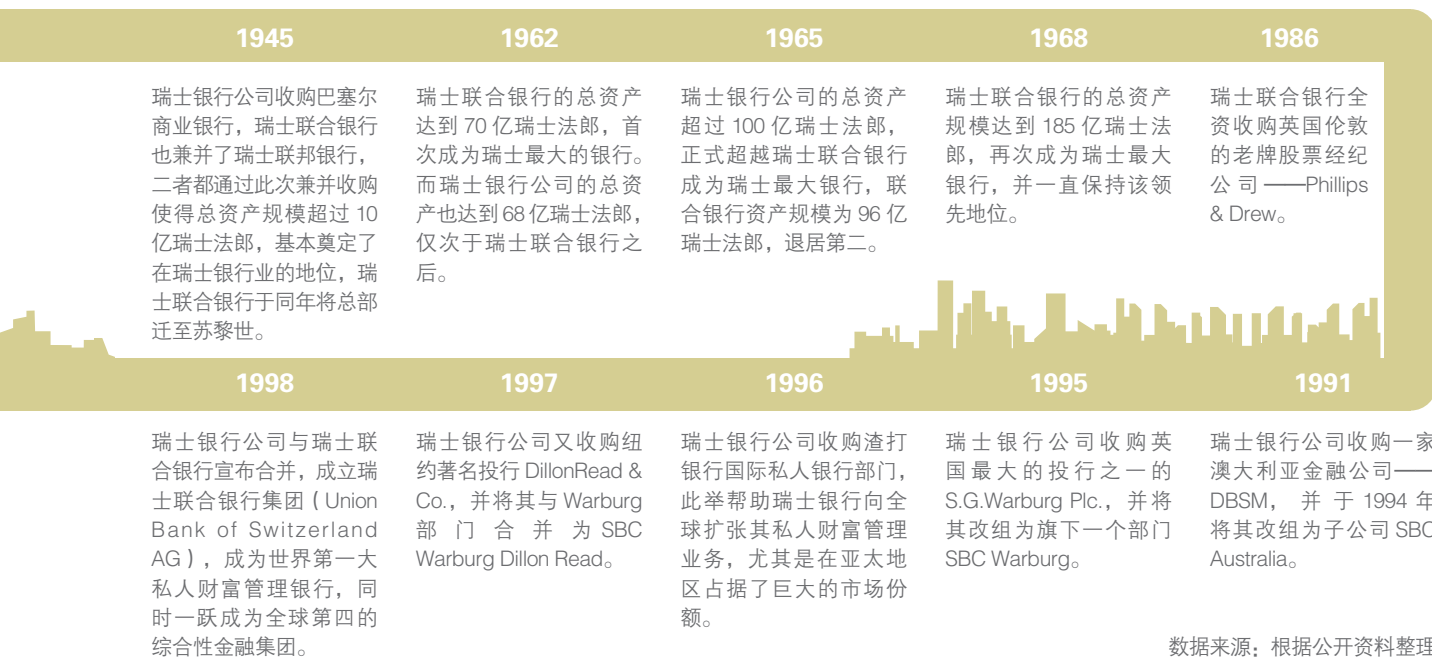 1945
瑞士银行公司收购巴塞尔
商业银行，瑞士联合银行
也兼并了瑞士联邦银行，
二者都通过此次兼并收购
使得总资产规模超过 10
亿瑞士法郎，基本奠定了
在瑞士银行业的地位，瑞
士联合银行于同年将总部
迁至苏黎世。
1962
瑞士联合银行的总资产
达到 70 亿瑞士法郎，首
次成为瑞士最大的银行。
而瑞士银行公司的总资
产也达到 68 亿瑞士法郎，
仅次于瑞士联合银行之
后。
1965
瑞士银行公司的总资产
超过 100 亿瑞士法郎，
正式超越瑞士联合银行
成为瑞士最大银行，联
合银行资产规模为 96 亿
瑞士法郎，退居第二。
1968
瑞士联合银行的总资产
规模达到 185 亿瑞士法
郎，再次成为瑞士最大
银行，并一直保持该领
先地位。
1986
瑞士联合银行全
资收购英国伦敦
的老牌股票经纪
公司——Phillips
& Drew。
1998
瑞士银行公司与瑞士联
合银行宣布合并，成立瑞
士联合银行集团（Union
Bank of Switzerland
AG），成为世界第一大
私人财富管理银行，同
时一跃成为全球第四的
综合性金融集团。
1997
瑞士银行公司又收购纽
约著名投行 DillonRead &
Co.，并将其与 Warburg
部门合并为 SBC
Warburg Dillon Read。
1996
瑞士银行公司收购渣打
银行国际私人银行部门，
此举帮助瑞士银行向全
球扩张其私人财富管理
业务，尤其是在亚太地
区占据了巨大的市场份
额。
1995
瑞士银行公司收购英
国最大的投行之一的
S.G.Warburg Plc.，并将
其改组为旗下一个部门
SBC Warburg。
1991
瑞士银行公司收购一家
澳大利亚金融公司——
DBSM，并于 1994 年
将其改组为子公司 SBC
Australia。
数据来源：根据公开资料整理